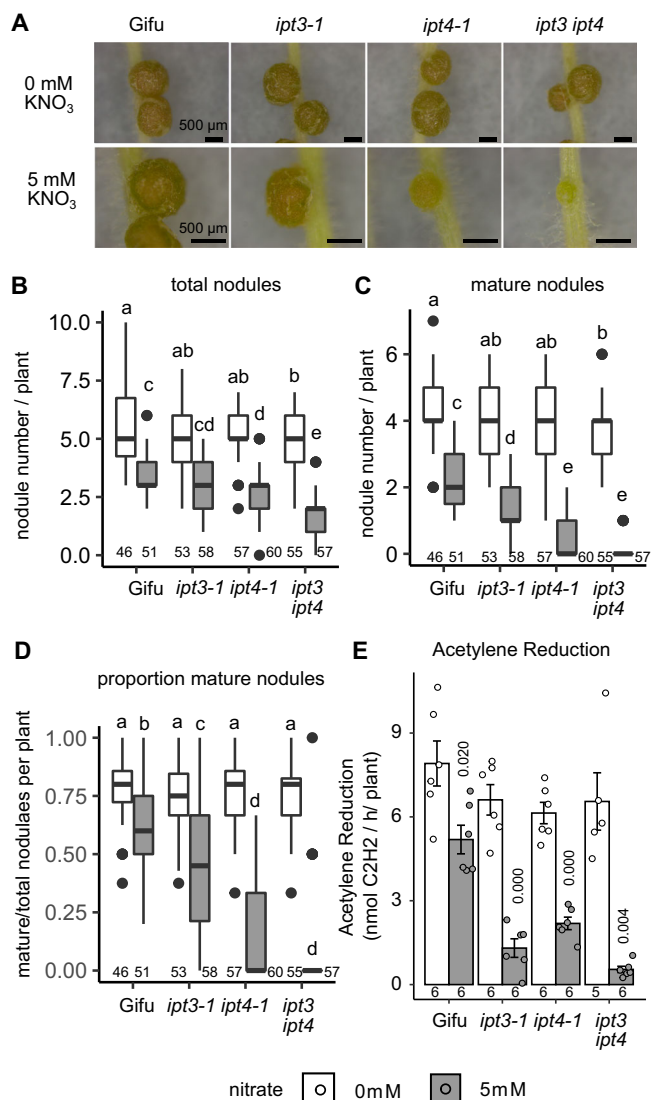 A
Gifu ipt3-1 ipt4-1 ipt3 ipt4
0 mM
KNO3
500 µm
5 mM
KNO3
500 µm
B
total nodules
nodule number / plant
10.0
7.5
5.0
2.5
0.0
a c ab cd ab d b e
46 51 53 58 57 60 55 57
Gifu ipt3-1 ipt4-1 ipt3
ipt4
C
mature nodules
nodule number / plant
6
4
2
0
a c ab d ab e b e
46 51 53 58 57 60 55 57
Gifu ipt3-1 ipt4-1 ipt3
ipt4
D
proportion mature nodules
mature/total nodulaes per plant
1.00
0.75
0.50
0.25
0.00
a b a c a d a d
46 51 53 58 57 60 55 57
Gifu ipt3-1 ipt4-1 ipt3
ipt4
E
Acetylene Reduction
Acetylene Reduction
(nmol C2H2 / h/ plant)
9
6
3
0
0.020 0.000 0.000 0.004
6 6 6 6 6 6 5 6
Gifu ipt3-1 ipt4-1 ipt3
ipt4
nitrate 0mM 5mM